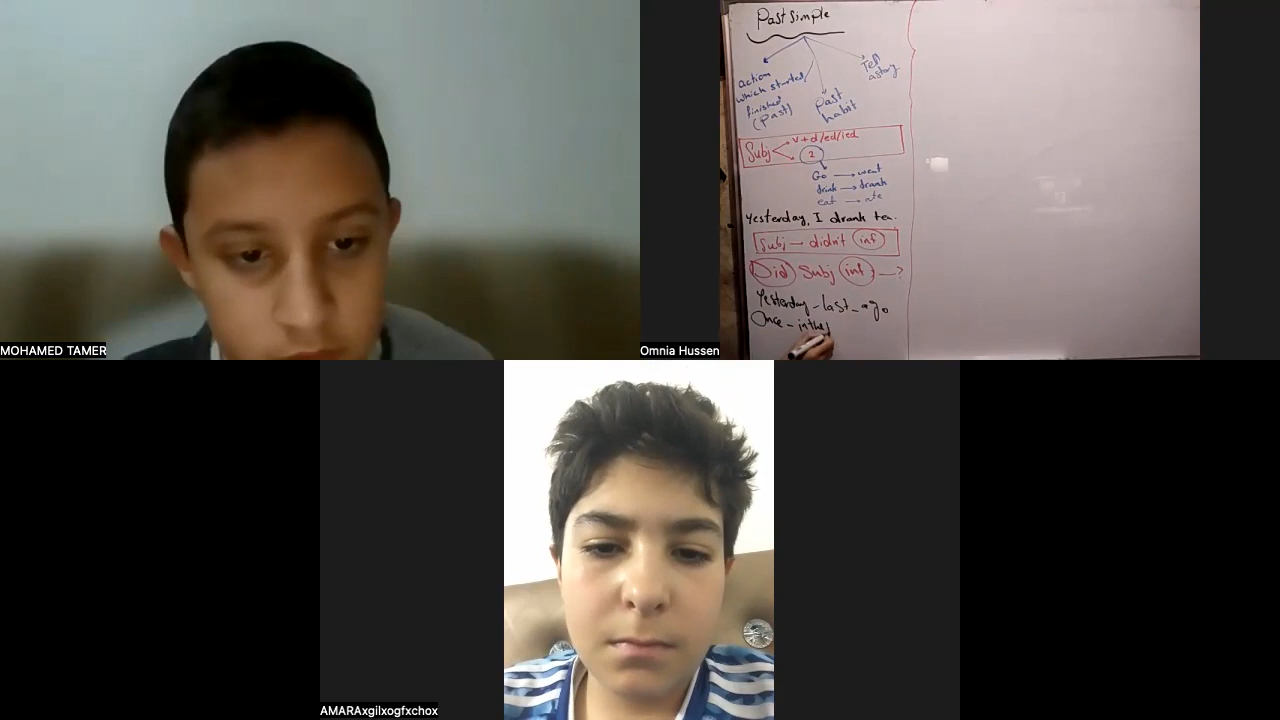 MOHAMED TAMER
Omnia Hussen
Past simple
action
which started
finished
(Past)
Past
habit
Tell
a story
Subj
v+d/ed/ied
2
Go → went
drink → drank
eat → ate
Yesterday, I drank tea.
Subj → didn't inf
Did Subj inf —?
Yesterday - last - ago
Once - in the
AMARAxgilxogfxchox